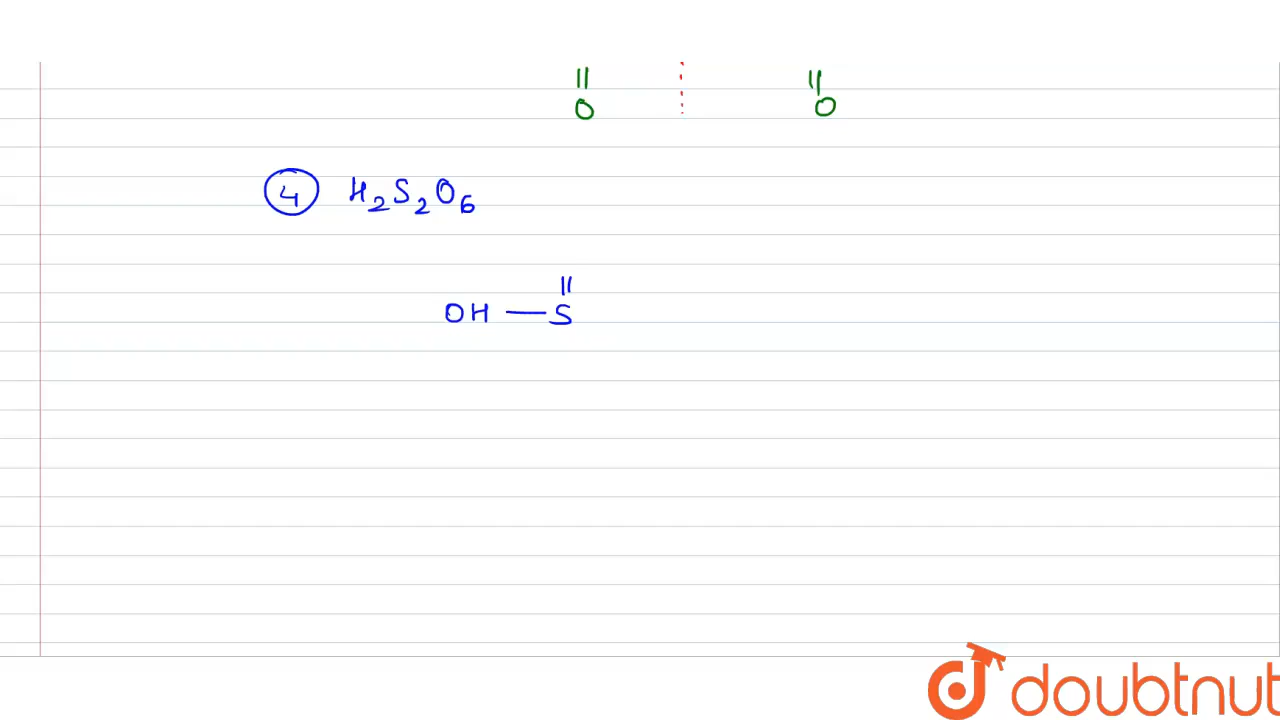 || ||
O O
4 H2S2O6
||
OH — S
doubtnut